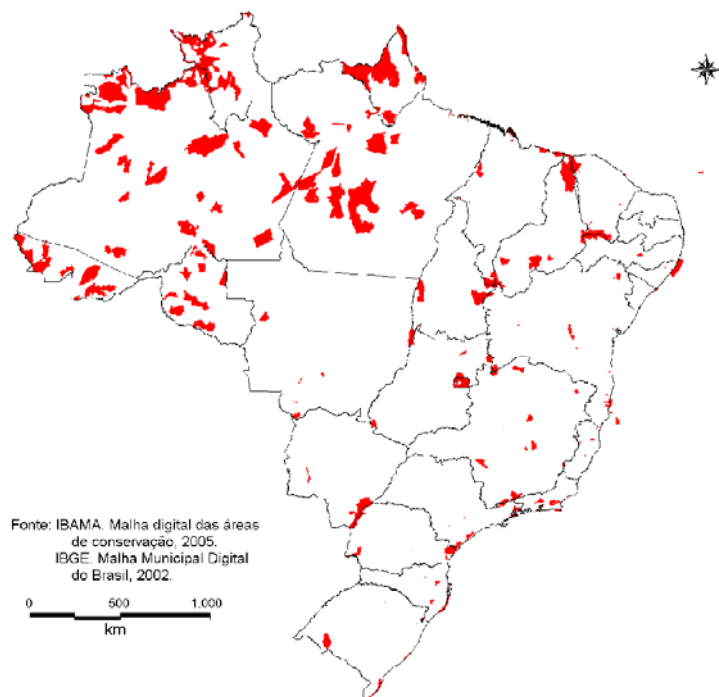 Fonte: IBAMA. Malha digital das áreas
de conservação, 2005.
IBGE. Malha Municipal Digital
do Brasil, 2002.
0 500 1.000
km